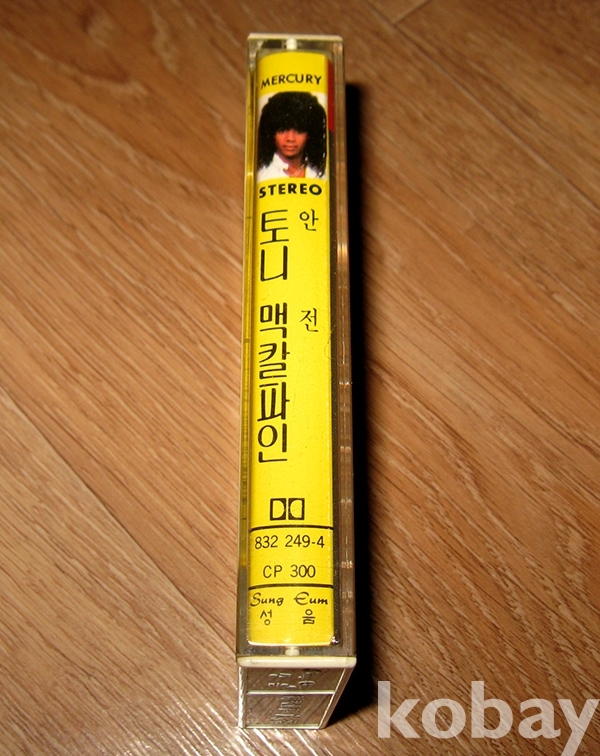 MERCURY
STEREO
토니 맥칼파인
안전
832 249-4
CP 300
Sung Eum
성음
kobay